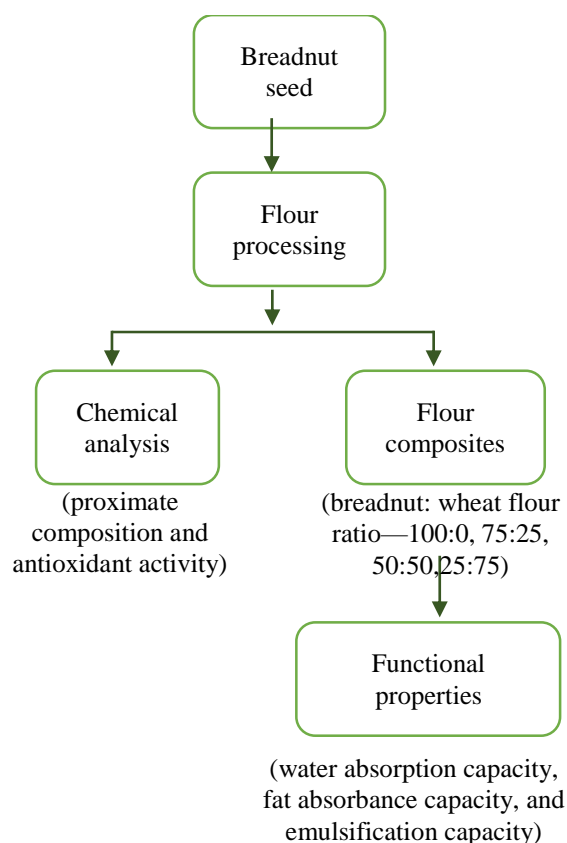 Breadnut
seed
Flour
processing
Chemical
analysis
(proximate
composition and
antioxidant activity)
Flour
composites
(breadnut: wheat flour
ratio—100:0, 75:25,
50:50,25:75)
Functional
properties
(water absorption capacity,
fat absorbance capacity, and
emulsification capacity)